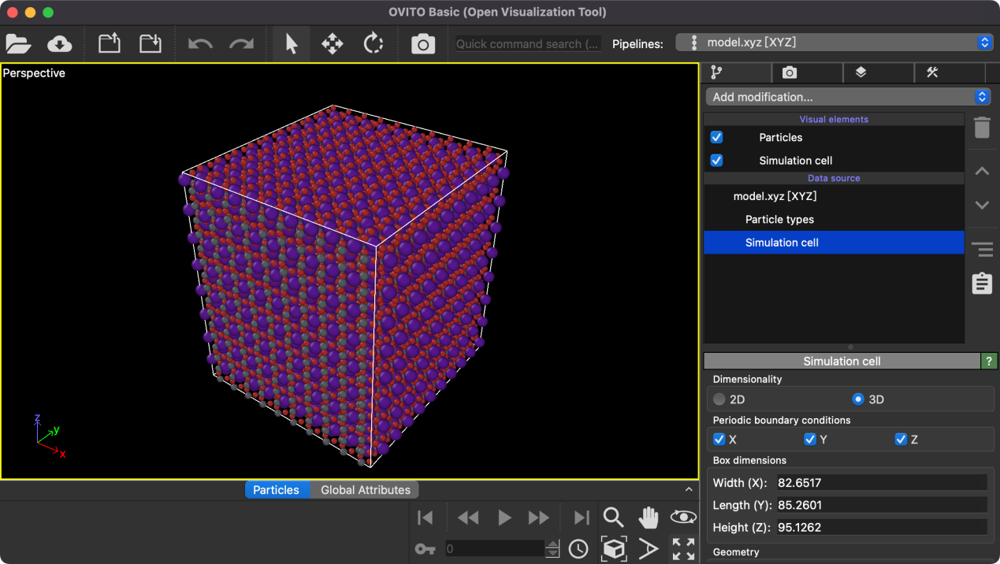 OVITO Basic (Open Visualization Tool)
Quick command search (...
Pipelines:
model.xyz [XYZ]
Perspective
z
y
x
Add modification...
Visual elements
Particles
Simulation cell
Data source
model.xyz [XYZ]
Particle types
Simulation cell
Simulation cell
?
Dimensionality
2D
3D
Periodic boundary conditions
X
Y
Z
Box dimensions
Width (X): 82.6517
Length (Y): 85.2601
Height (Z): 95.1262
Geometry
Particles
Global Attributes
0